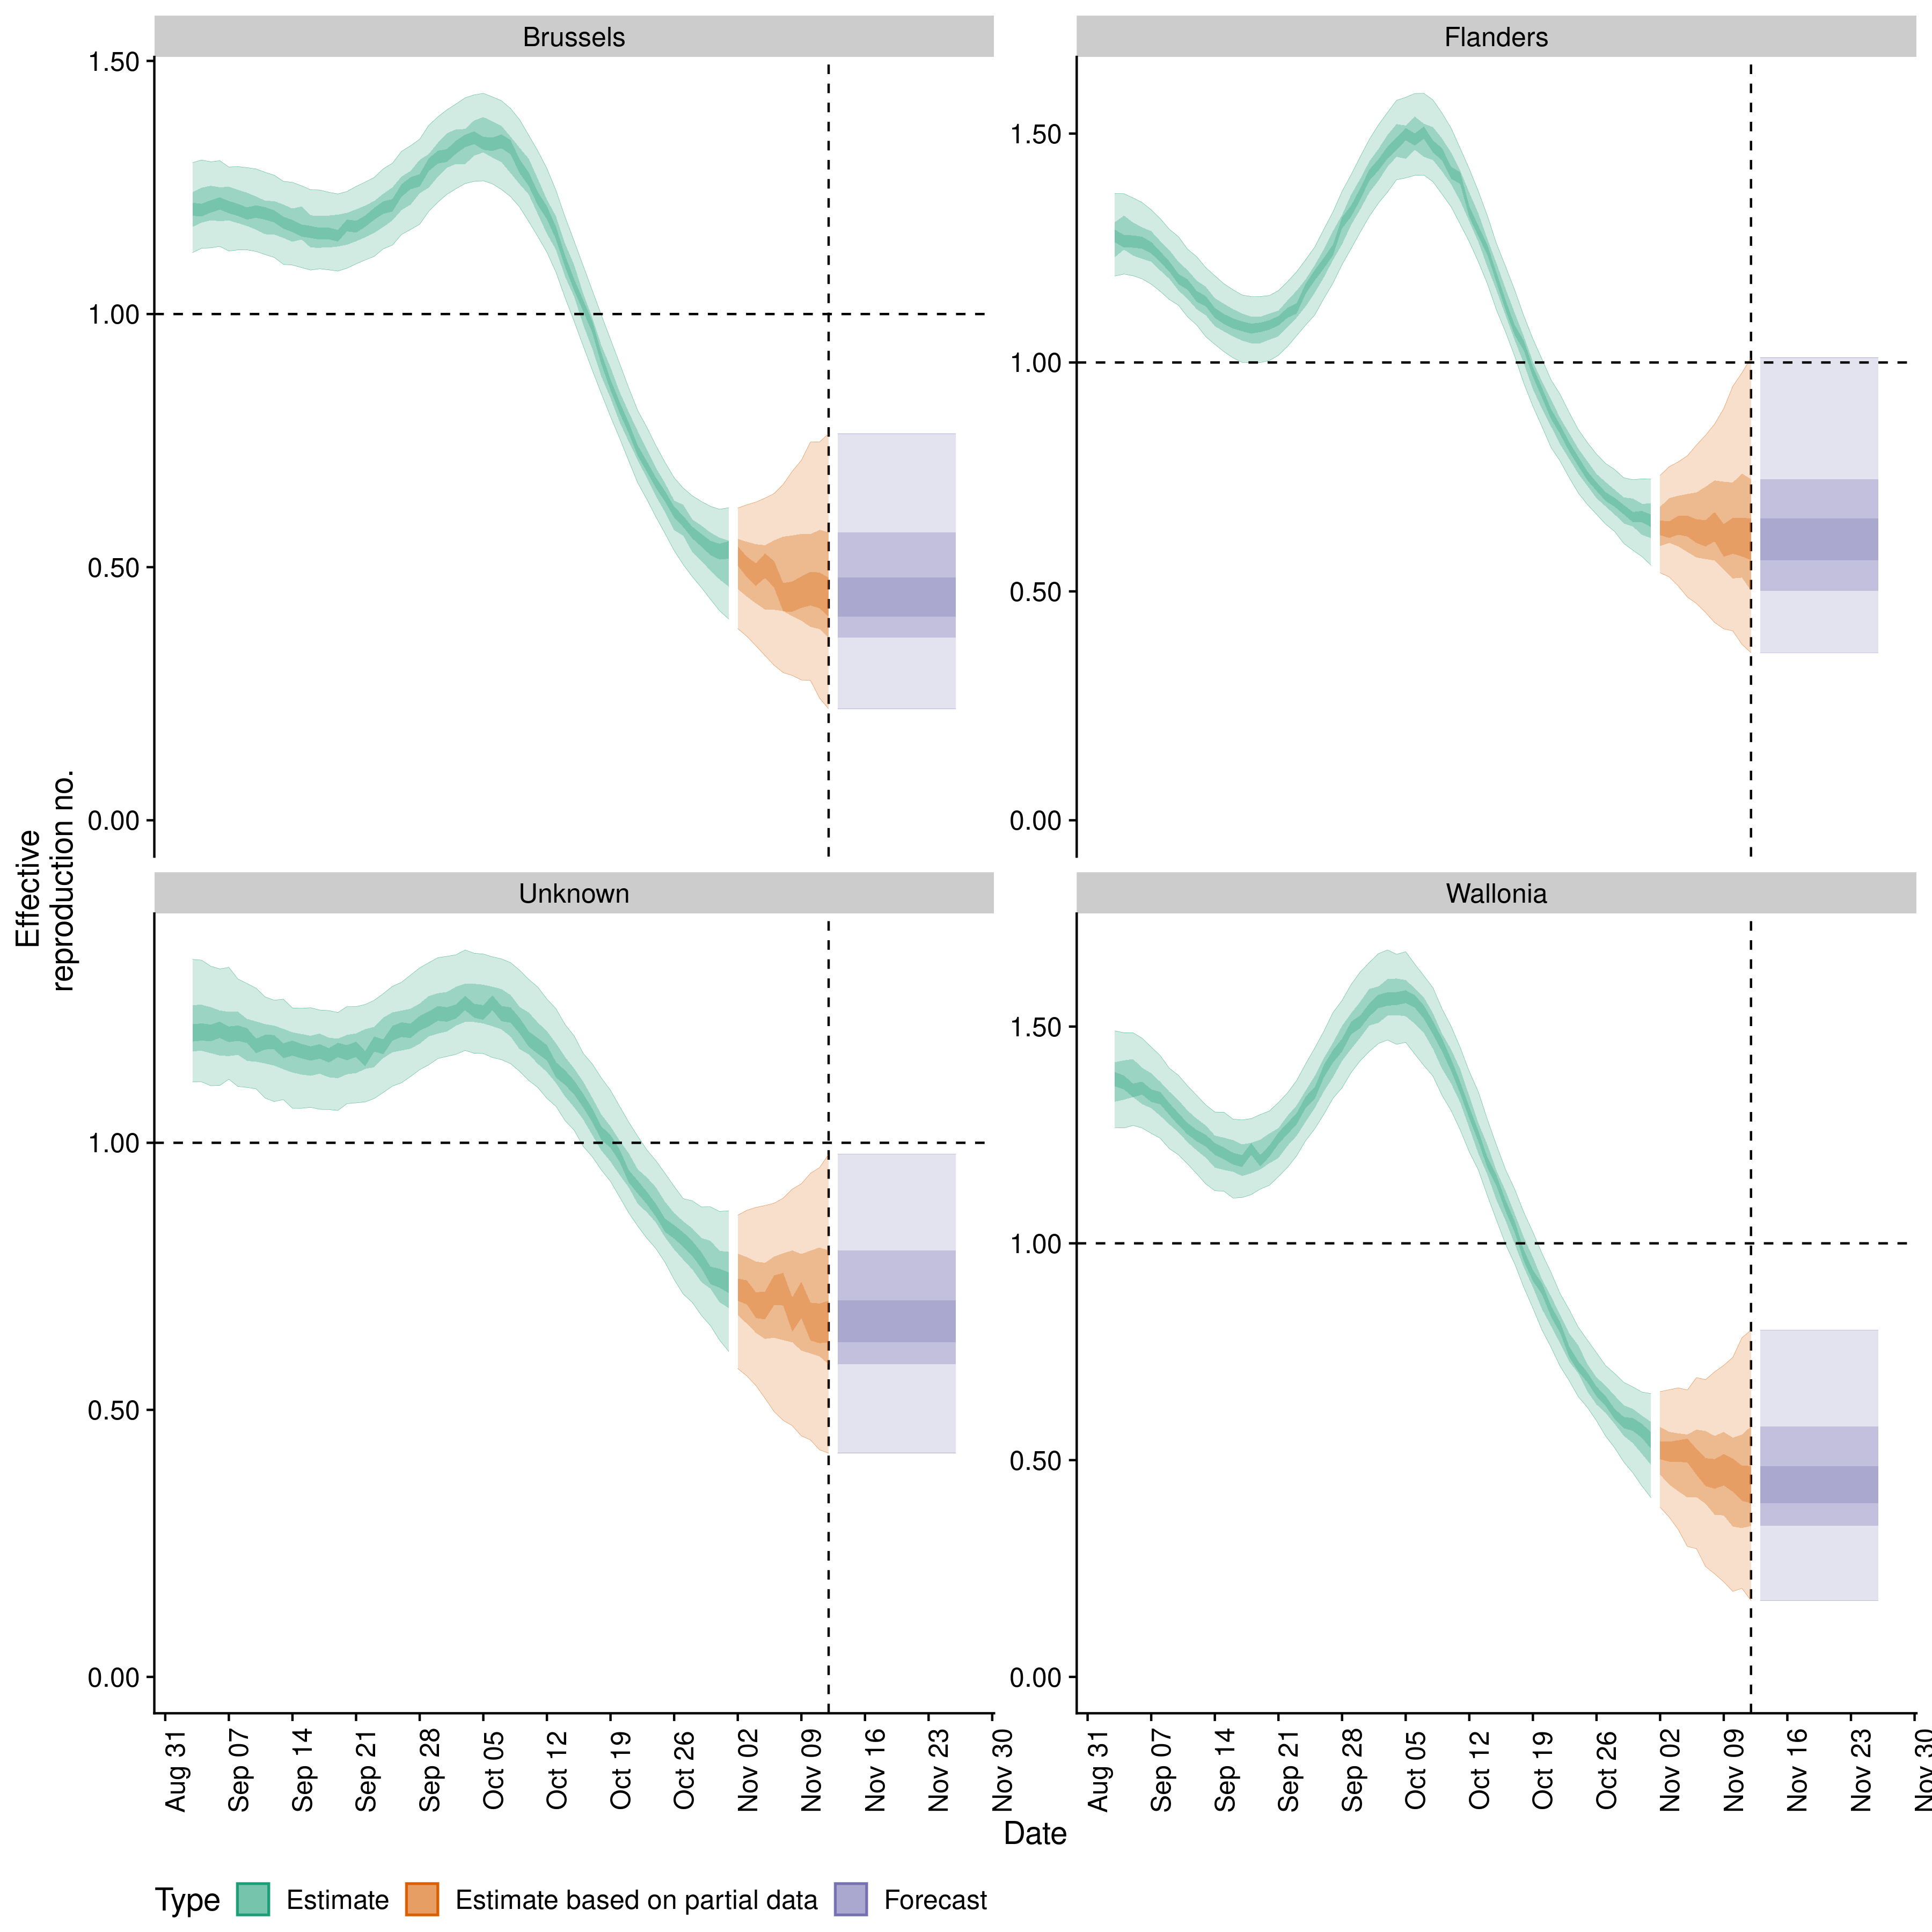 Brussels
Flanders
1.50
1.00
0.50
0.00
1.50
1.00
0.50
0.00
Effective
reproduction no.
Unknown
Wallonia
1.00
0.50
0.00
1.50
1.00
0.50
0.00
Aug 31
Sep 07
Sep 14
Sep 21
Sep 28
Oct 05
Oct 12
Oct 19
Oct 26
Nov 02
Nov 09
Nov 16
Nov 23
Nov 30
Aug 31
Sep 07
Sep 14
Sep 21
Sep 28
Oct 05
Oct 12
Oct 19
Oct 26
Nov 02
Nov 09
Nov 16
Nov 23
Nov 30
Date
Type Estimate Estimate based on partial data Forecast